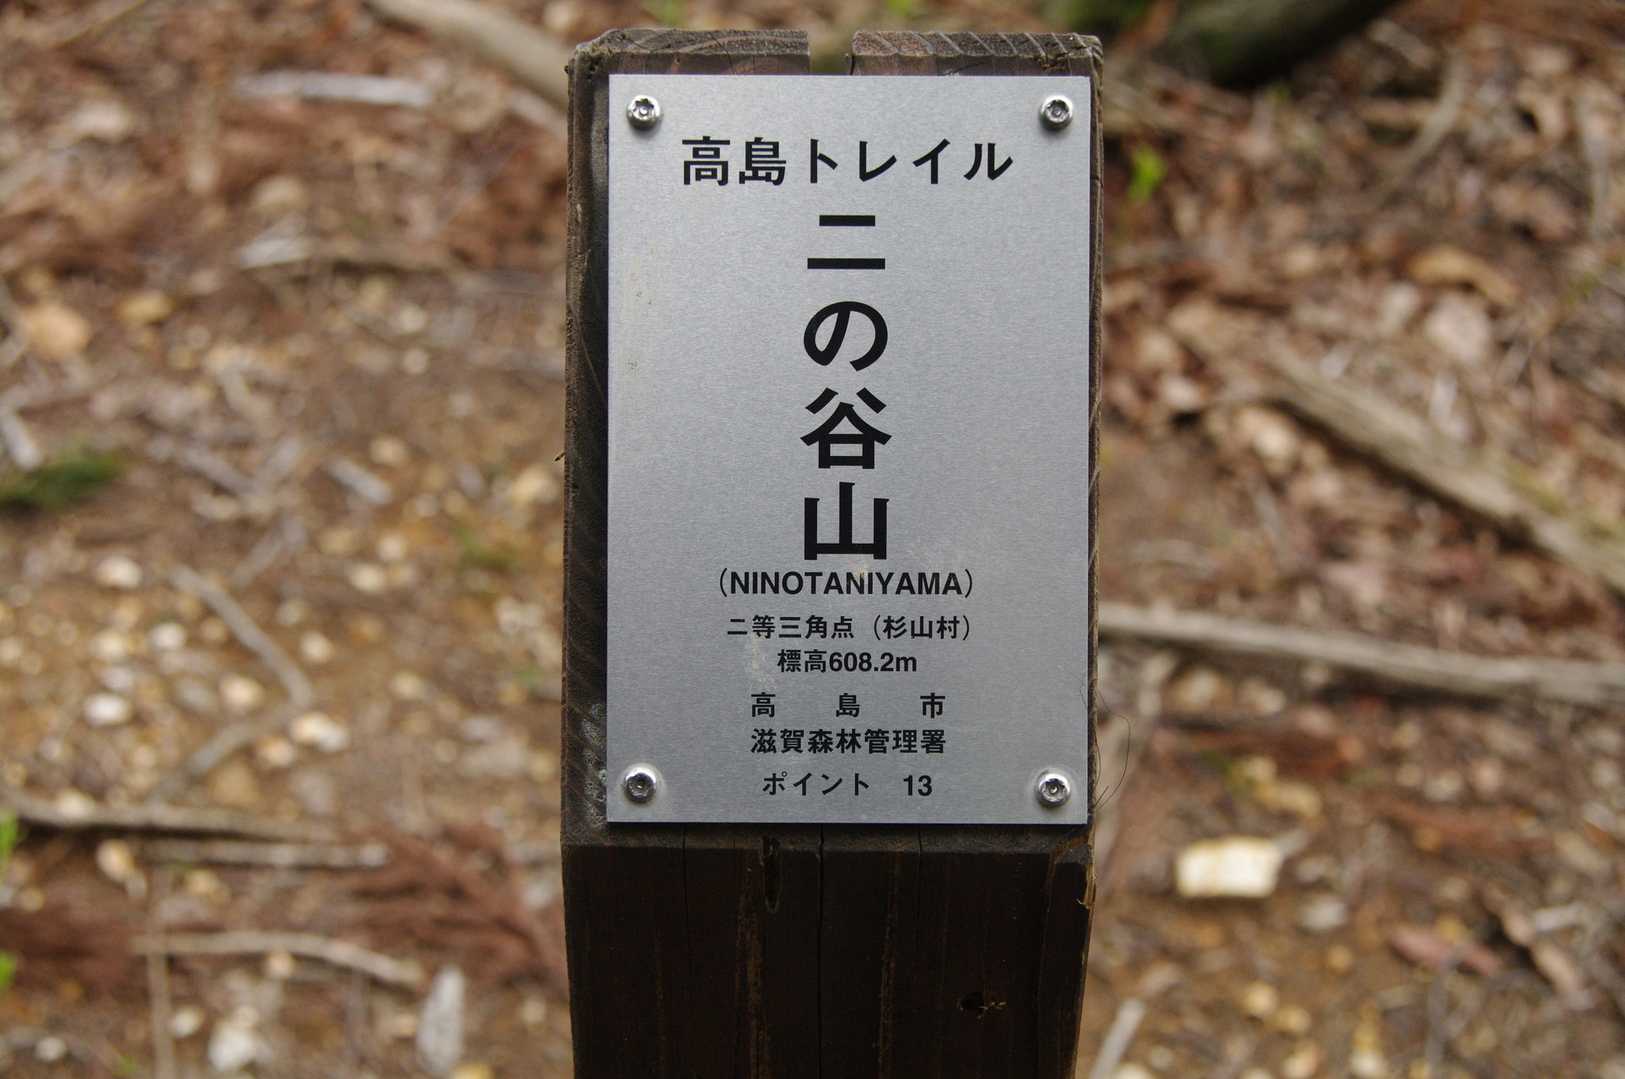 高島トレイル
二の谷山
（NINOTANIYAMA）
二等三角点（杉山村）
標高608.2m
高　島　市
滋賀森林管理署
ポイント　13